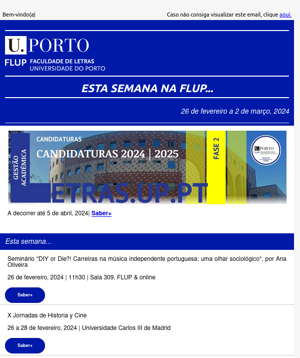 Bem-vindo(a)
Caso não consiga visualizar este email, clique aqui.
U. PORTO
FLUP FACULDADE DE LETRAS
UNIVERSIDADE DO PORTO
ESTA SEMANA NA FLUP...
26 de fevereiro a 2 de março, 2024
GESTÃO
ACADÉMICA
CANDIDATURAS
CANDIDATURAS 2024 | 2025
FASE 2
LETRAS.UP.PT
A decorrer até 5 de abril, 2024| Saber+
Esta semana...
Seminário "DIY or Die?! Carreiras na música independente portuguesa: uma olhar sociológico", por Ana
Oliveira
26 de fevereiro, 2024 | 11h30 | Sala 309, FLUP & online
Saber+
X Jornadas de Historia y Cine
26 a 28 de fevereiro, 2024 | Universidade Carlos III de Madrid
Saber+